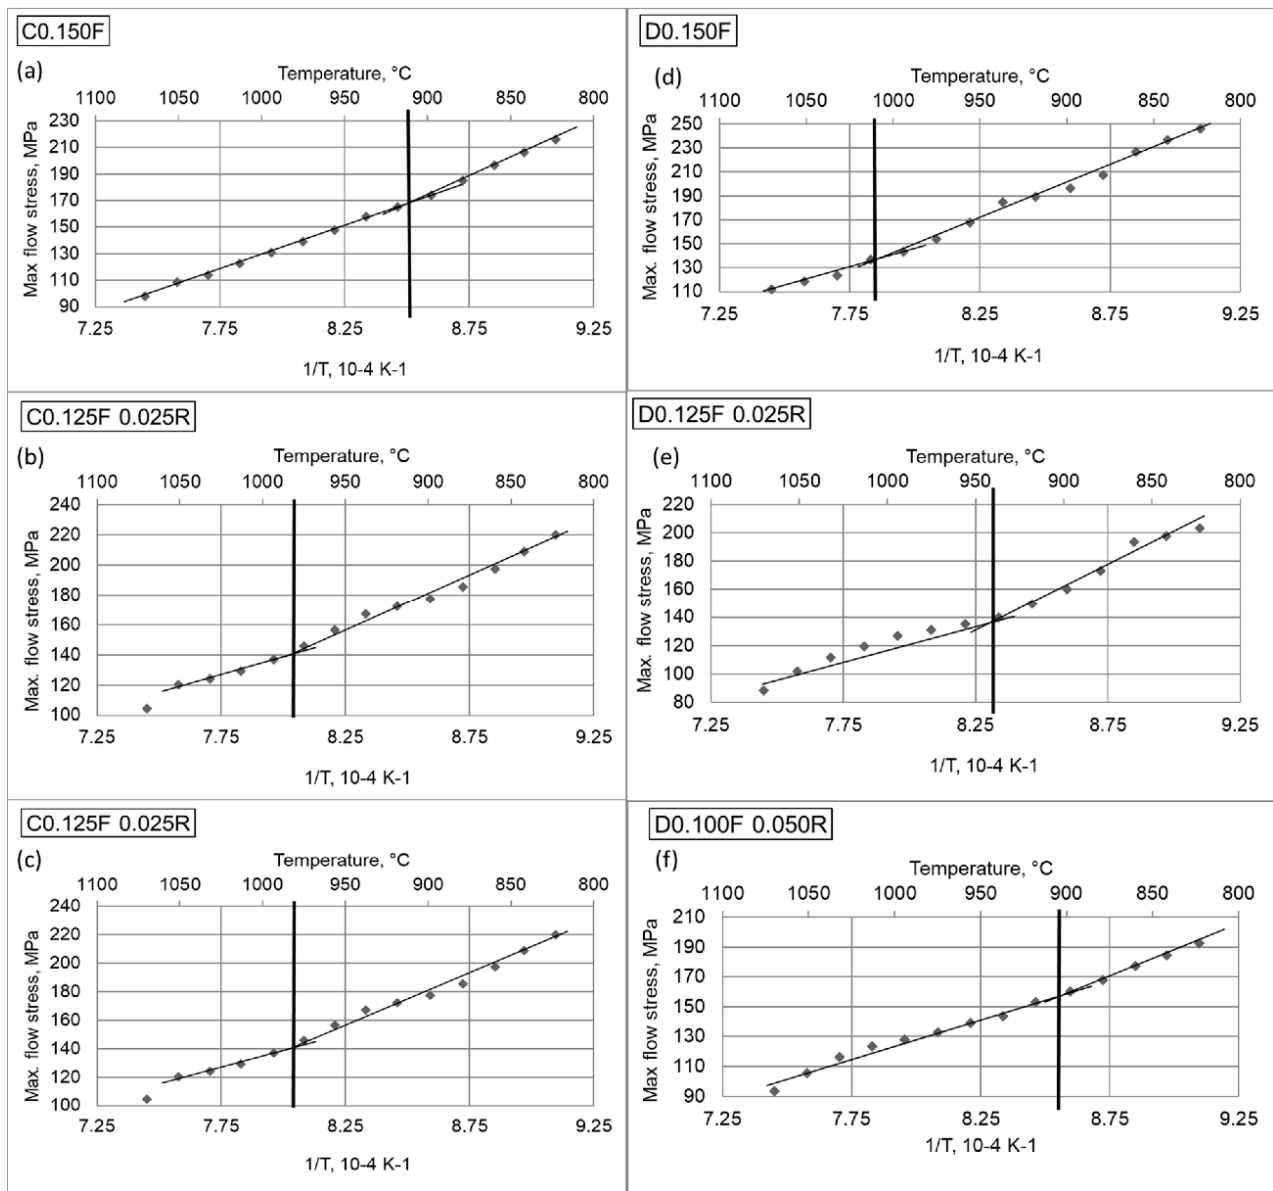 C0.150F
(a)
Temperature, °C
1100 1050 1000 950 900 850 800
Max flow stress, MPa
230
210
190
170
150
130
110
90
7.25 7.75 8.25 8.75 9.25
1/T, 10-4 K-1
D0.150F
(d)
Temperature, °C
1100 1050 1000 950 900 850 800
Max. flow stress, MPa
250
230
210
190
170
150
130
110
7.25 7.75 8.25 8.75 9.25
1/T, 10-4 K-1
C0.125F 0.025R
(b)
Temperature, °C
1100 1050 1000 950 900 850 800
Max. flow stress, MPa
240
220
200
180
160
140
120
100
7.25 7.75 8.25 8.75 9.25
1/T, 10-4 K-1
D0.125F 0.025R
(e)
Temperature, °C
1100 1050 1000 940 900 850 800
Max. flow stress, MPa
220
200
180
160
140
120
100
80
7.25 7.75 8.25 8.75 9.25
1/T, 10-4 K-1
C0.125F 0.025R
(c)
Temperature, °C
1100 1050 1000 950 900 850 800
Max. flow stress, MPa
240
220
200
180
160
140
120
100
7.25 7.75 8.25 8.75 9.25
1/T, 10-4 K-1
D0.100F 0.050R
(f)
Temperature, °C
1100 1050 1000 950 900 850 800
Max flow stress, MPa
210
190
170
150
130
110
90
7.25 7.75 8.25 8.75 9.25
1/T, 10-4 K-1